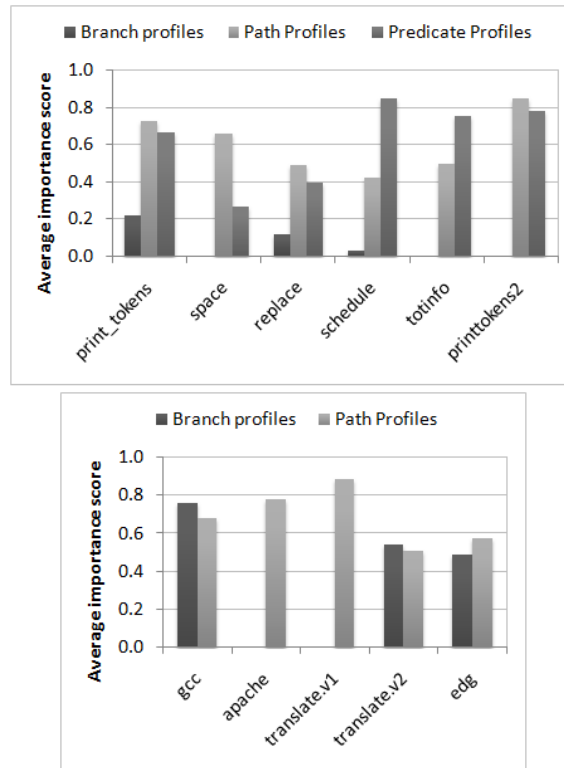 Branch profiles Path Profiles Predicate Profiles
Average importance score
1.0
0.8
0.6
0.4
0.2
0.0
print_tokens
space
replace
schedule
totinfo
printtokens2
Branch profiles Path Profiles
Average importance score
1.0
0.8
0.6
0.4
0.2
0.0
gcc
apache
translate.v1
translate.v2
edg